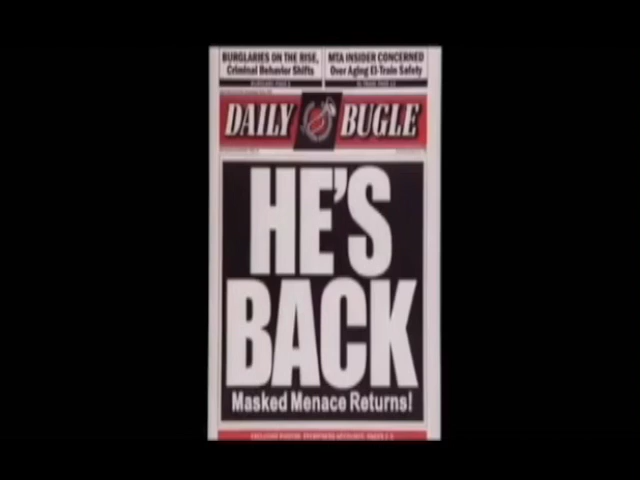 BURGLARIES ON THE RISE,
Criminal Behavior Shifts
MTA INSIDER CONCERNED
Over Aging El-Train Safety
DAILY BUGLE
HE'S
BACK
Masked Menace Returns!